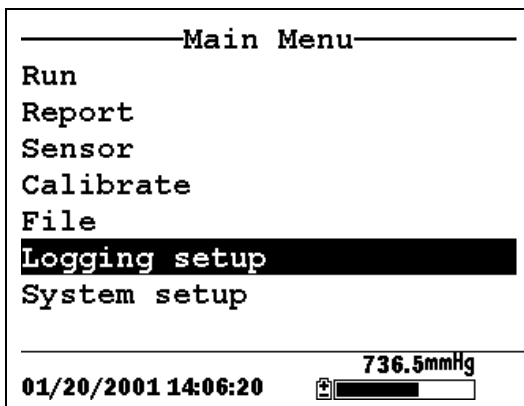 Main Menu
Run
Report
Sensor
Calibrate
File
Logging setup
System setup
736.5mmHg
01/20/2001 14:06:20